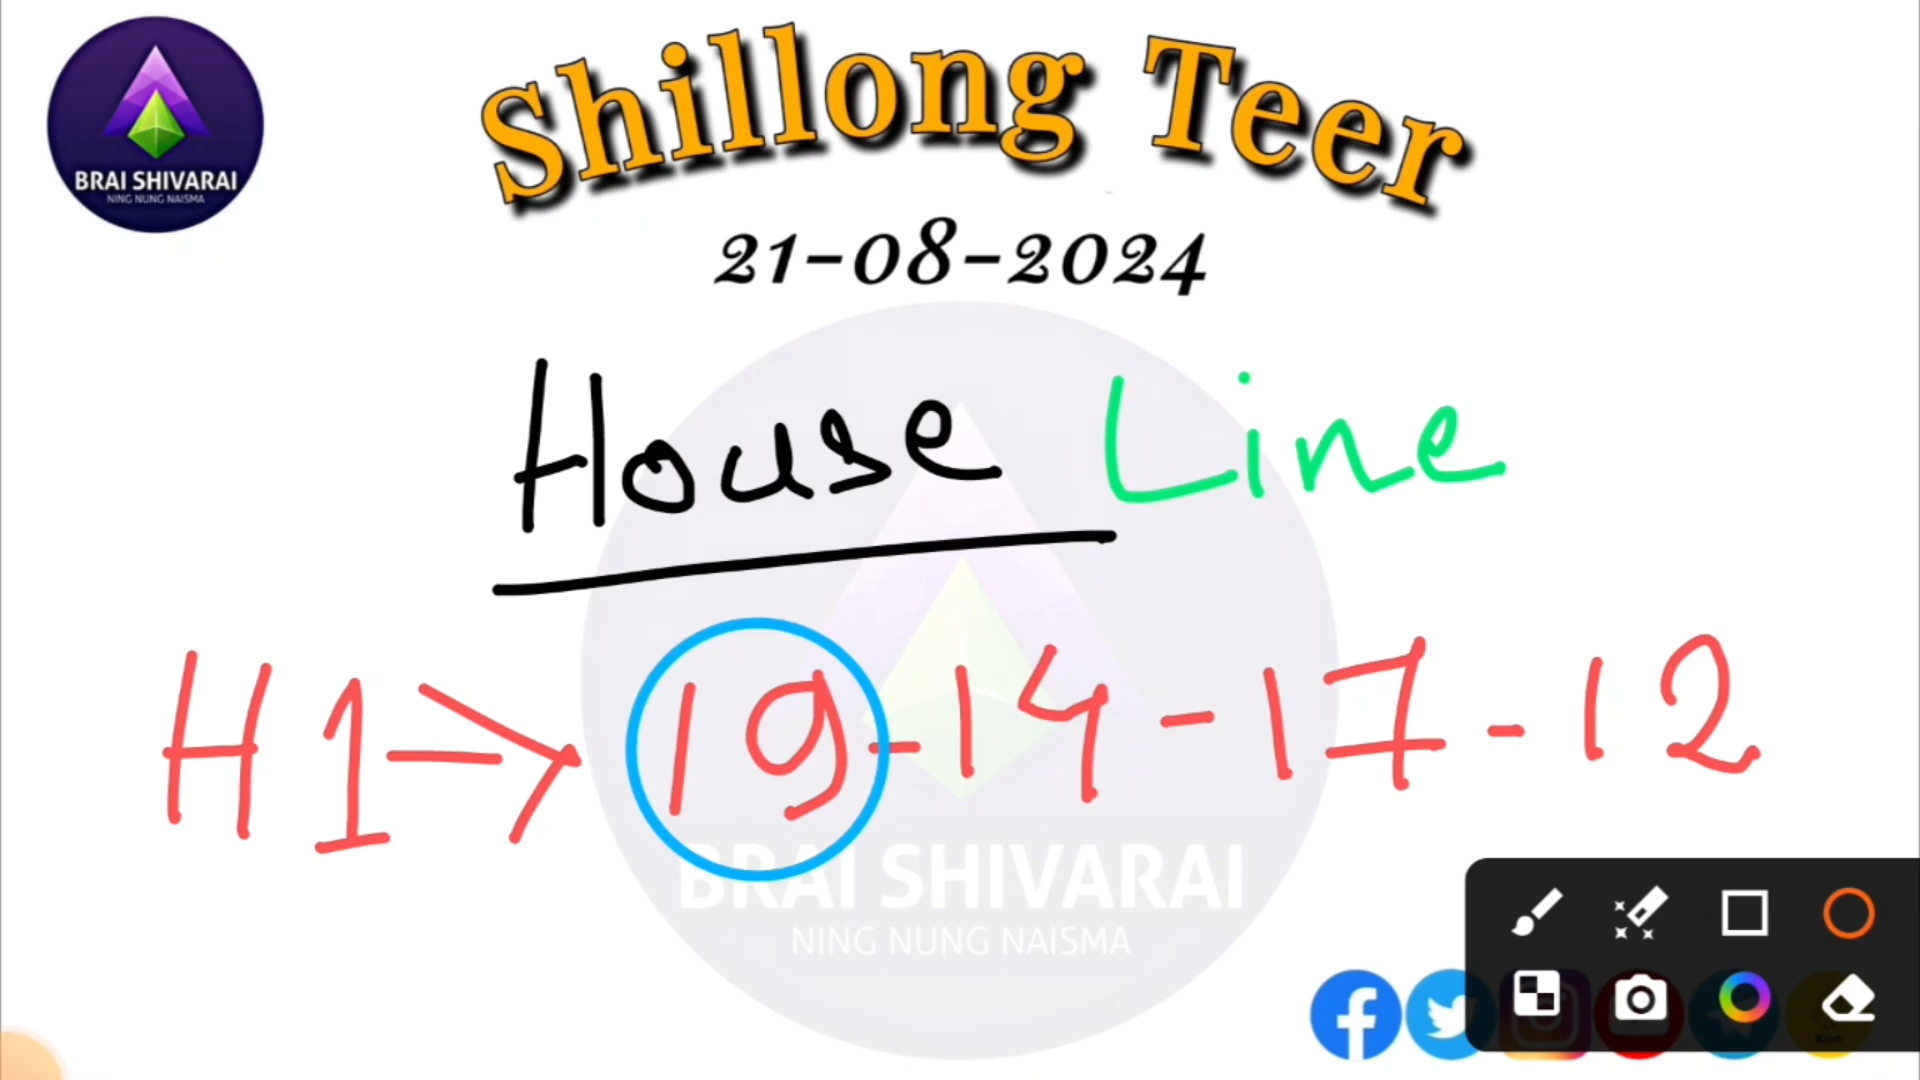 BRAI SHIVARAI
NING NUNG NAISMA
Shillong Teer
21-08-2024
House Line
H1→ 19-14-17-12
BRAI SHIVARAI
NING NUNG NAISMA